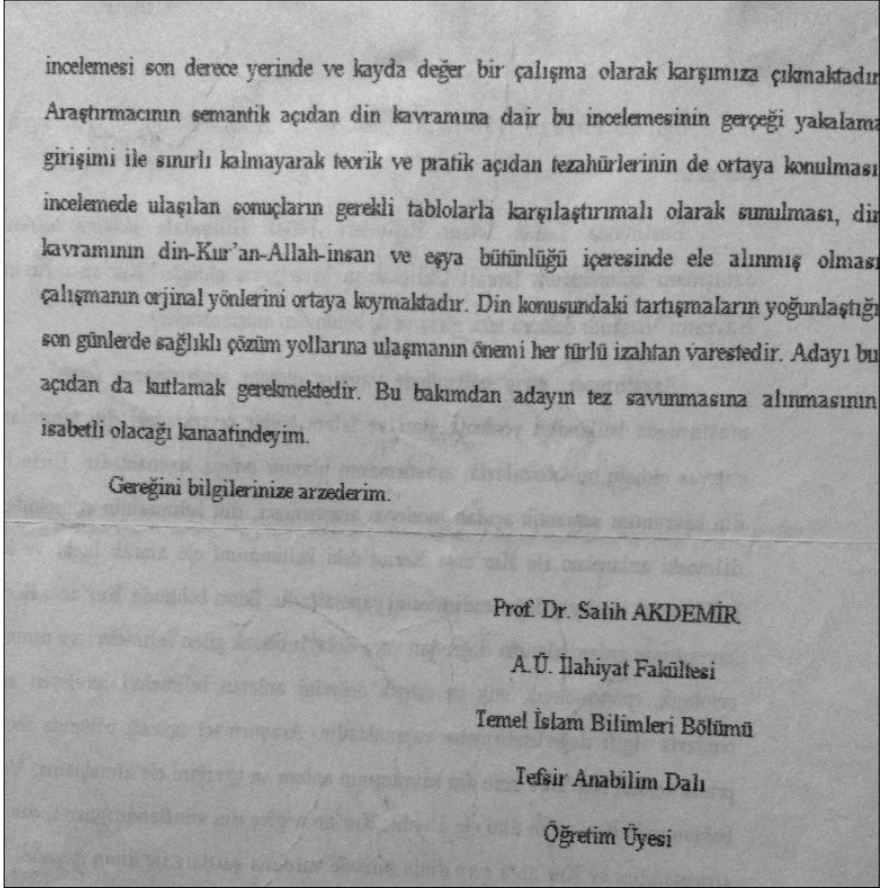 incelemesi son derece yerinde ve kayda değer bir çalışma olarak karşımıza çıkmaktadır
Araştırmacının semantik açıdan din kavramına dair bu incelemesinin gerçeği yakalama
girişimi ile sınırlı kalmayarak teorik ve pratik açıdan tezahürlerinin de ortaya konulması
incelemede ulaşılan sonuçların gerekli tablolarla karşılaştırımalı olarak sunulması, din
kavramının din-Kur'an-Allah-insan ve eşya bütünlüğü içeresinde ele alınmış olması
çalışmanın orjinal yönlerini ortaya koymaktadır. Din konusundaki tartışmaların yoğunlaştığı
son günlerde sağlıklı çözüm yollarına ulaşmanın önemi her türlü izahtan varestedir. Adayı bu
açıdan da kutlamak gerekmektedir. Bu bakımdan adayın tez savunmasına alınmasının
isabetli olacağı kanaatindeyim.
Gereğini bilgilerinize arzederim.
Prof. Dr. Salih AKDEMİR
A.Ü. İlahiyat Fakültesi
Temel İslam Bilimleri Bölümü
Tefsir Anabilim Dalı
Öğretim Üyesi